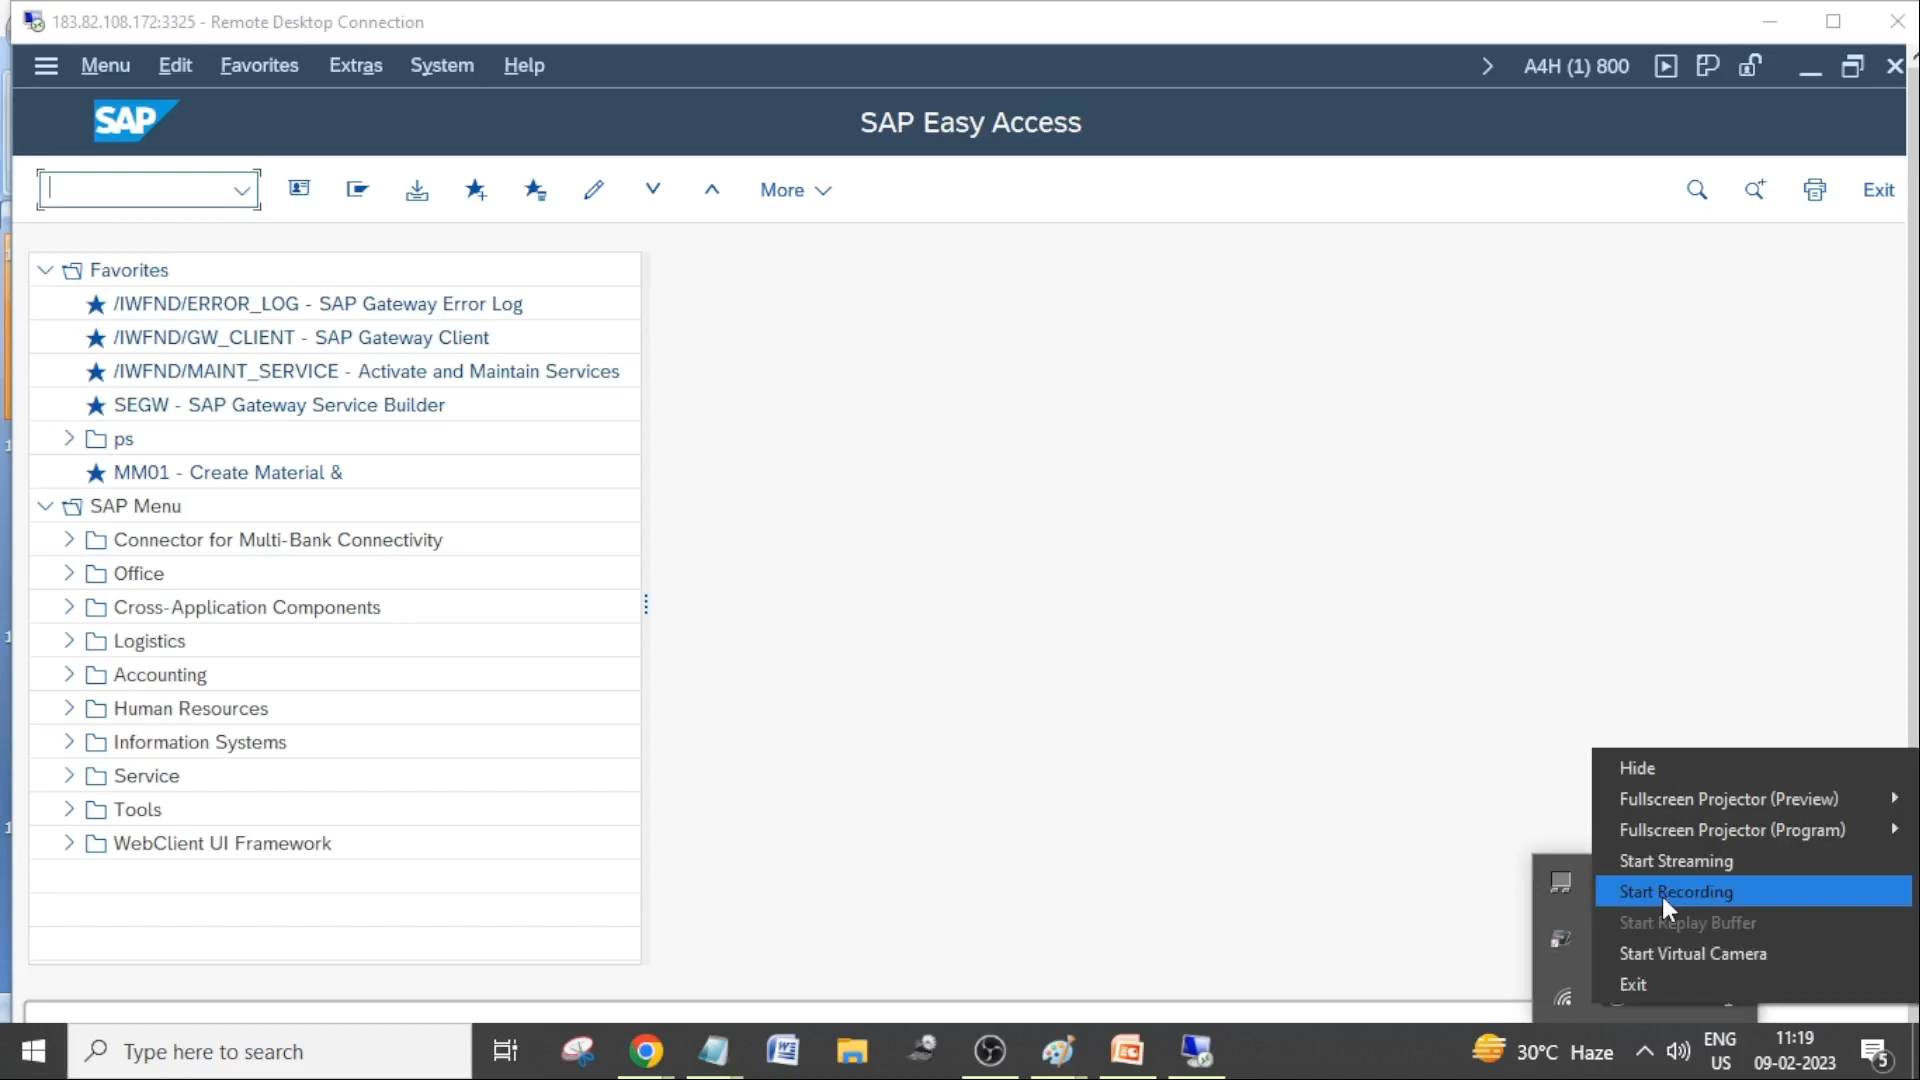 183.82.108.172:3325 - Remote Desktop Connection
Menu Edit Favorites Extras System Help A4H (1) 800
SAP SAP Easy Access
More Exit
Favorites
/IWFND/ERROR_LOG - SAP Gateway Error Log
/IWFND/GW_CLIENT - SAP Gateway Client
/IWFND/MAINT_SERVICE - Activate and Maintain Services
SEGW - SAP Gateway Service Builder
ps
MM01 - Create Material &
SAP Menu
Connector for Multi-Bank Connectivity
Office
Cross-Application Components
Logistics
Accounting
Human Resources
Information Systems
Service
Tools
WebClient UI Framework
Hide
Fullscreen Projector (Preview)
Fullscreen Projector (Program)
Start Streaming
Start Recording
Start Replay Buffer
Start Virtual Camera
Exit
Type here to search
30°C Haze
ENG
US
11:19
09-02-2023
5